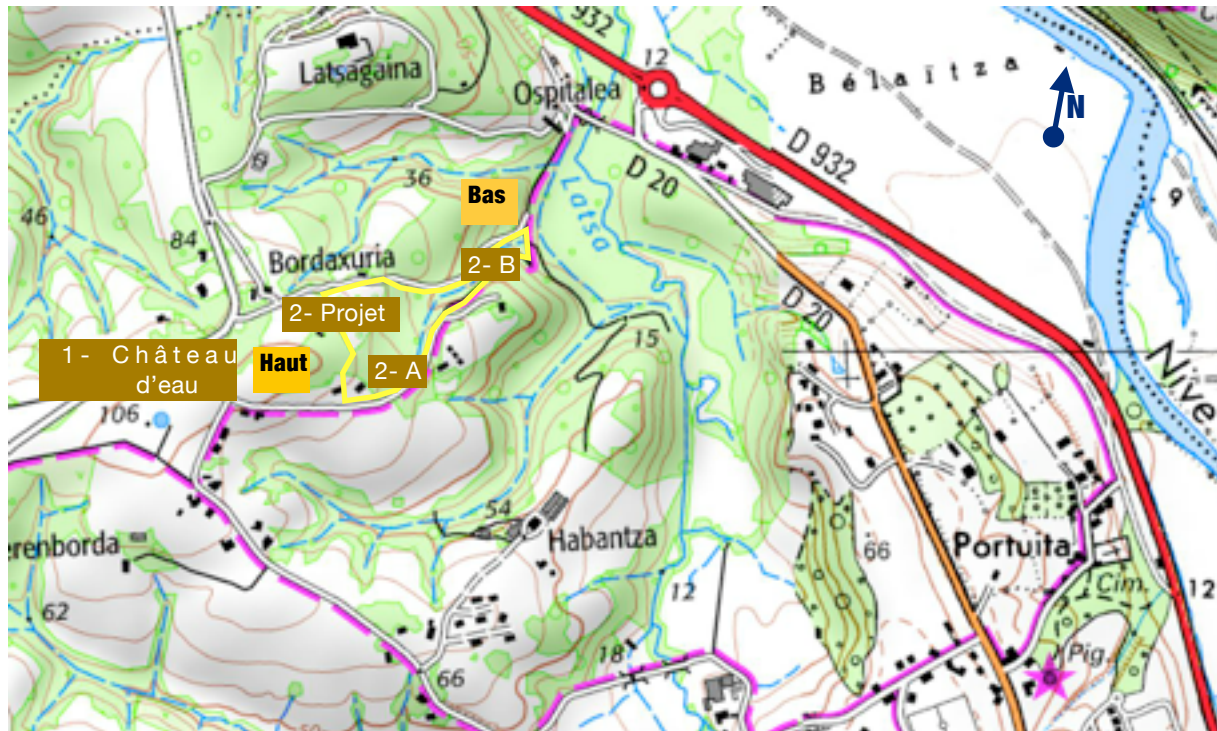 932
12
Bélaïtza
N
Latsagaina
Ospitalea
D 932
D 20
36
Bas
Latsa
9
46
84
Bordaxuria
2- B
2- Projet
D 20
15
1- Château
d'eau
Haut
2- A
Nive
106
54
Habantza
66
Portuita
erenborda
Cim.
12
12
62
18
Pig.
66